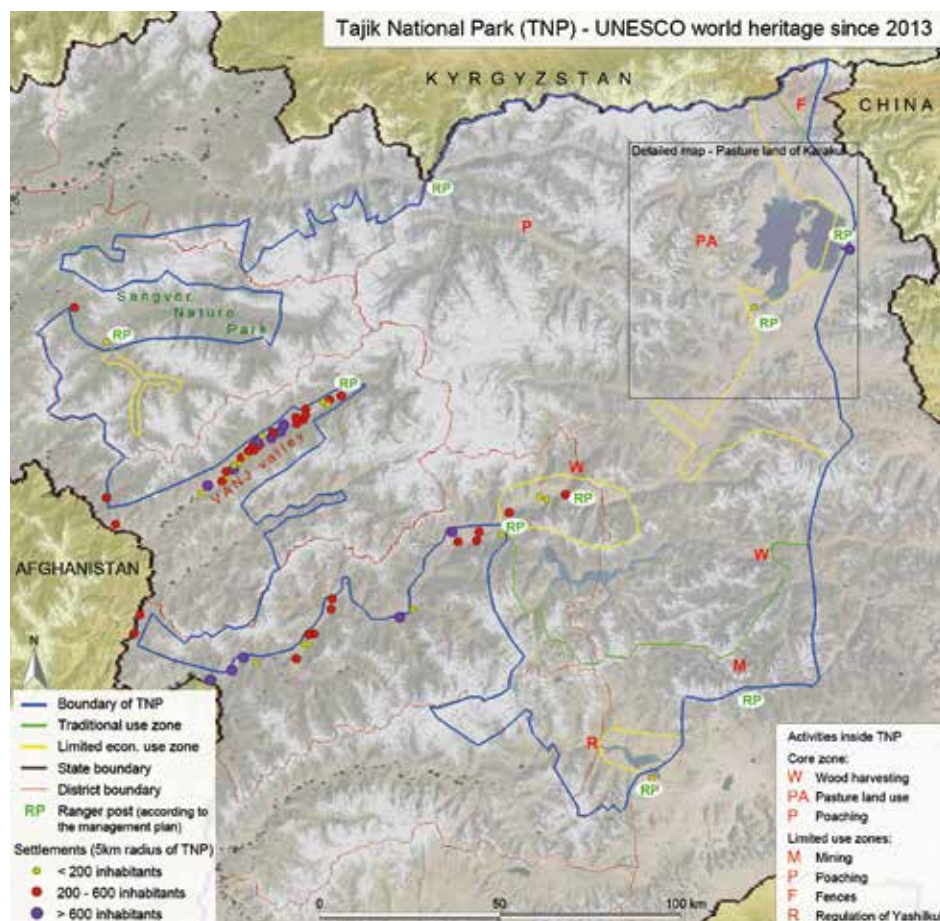 Tajik National Park (TNP) - UNESCO world heritage since 2013
KYRGYZSTAN
CHINA
F
Detailed map - Pasture land of Karakul
RP
P
PA
RP
Sangvor
Nature
Park
RP
RP
RP
VANJ valley
W
RP
RP
AFGHANISTAN
W
N
M
RP
R
RP
Boundary of TNP
Traditional use zone
Limited econ. use zone
State boundary
District boundary
RP Ranger post (according to
the management plan)
Settlements (5km radius of TNP)
< 200 inhabitants
200 - 600 inhabitants
> 600 inhabitants
Activities inside TNP
Core zone:
W Wood harvesting
PA Pasture land use
P Poaching
Limited use zones:
M Mining
P Poaching
F Fences
R Regulation of Yashilkul
0 50 100 km